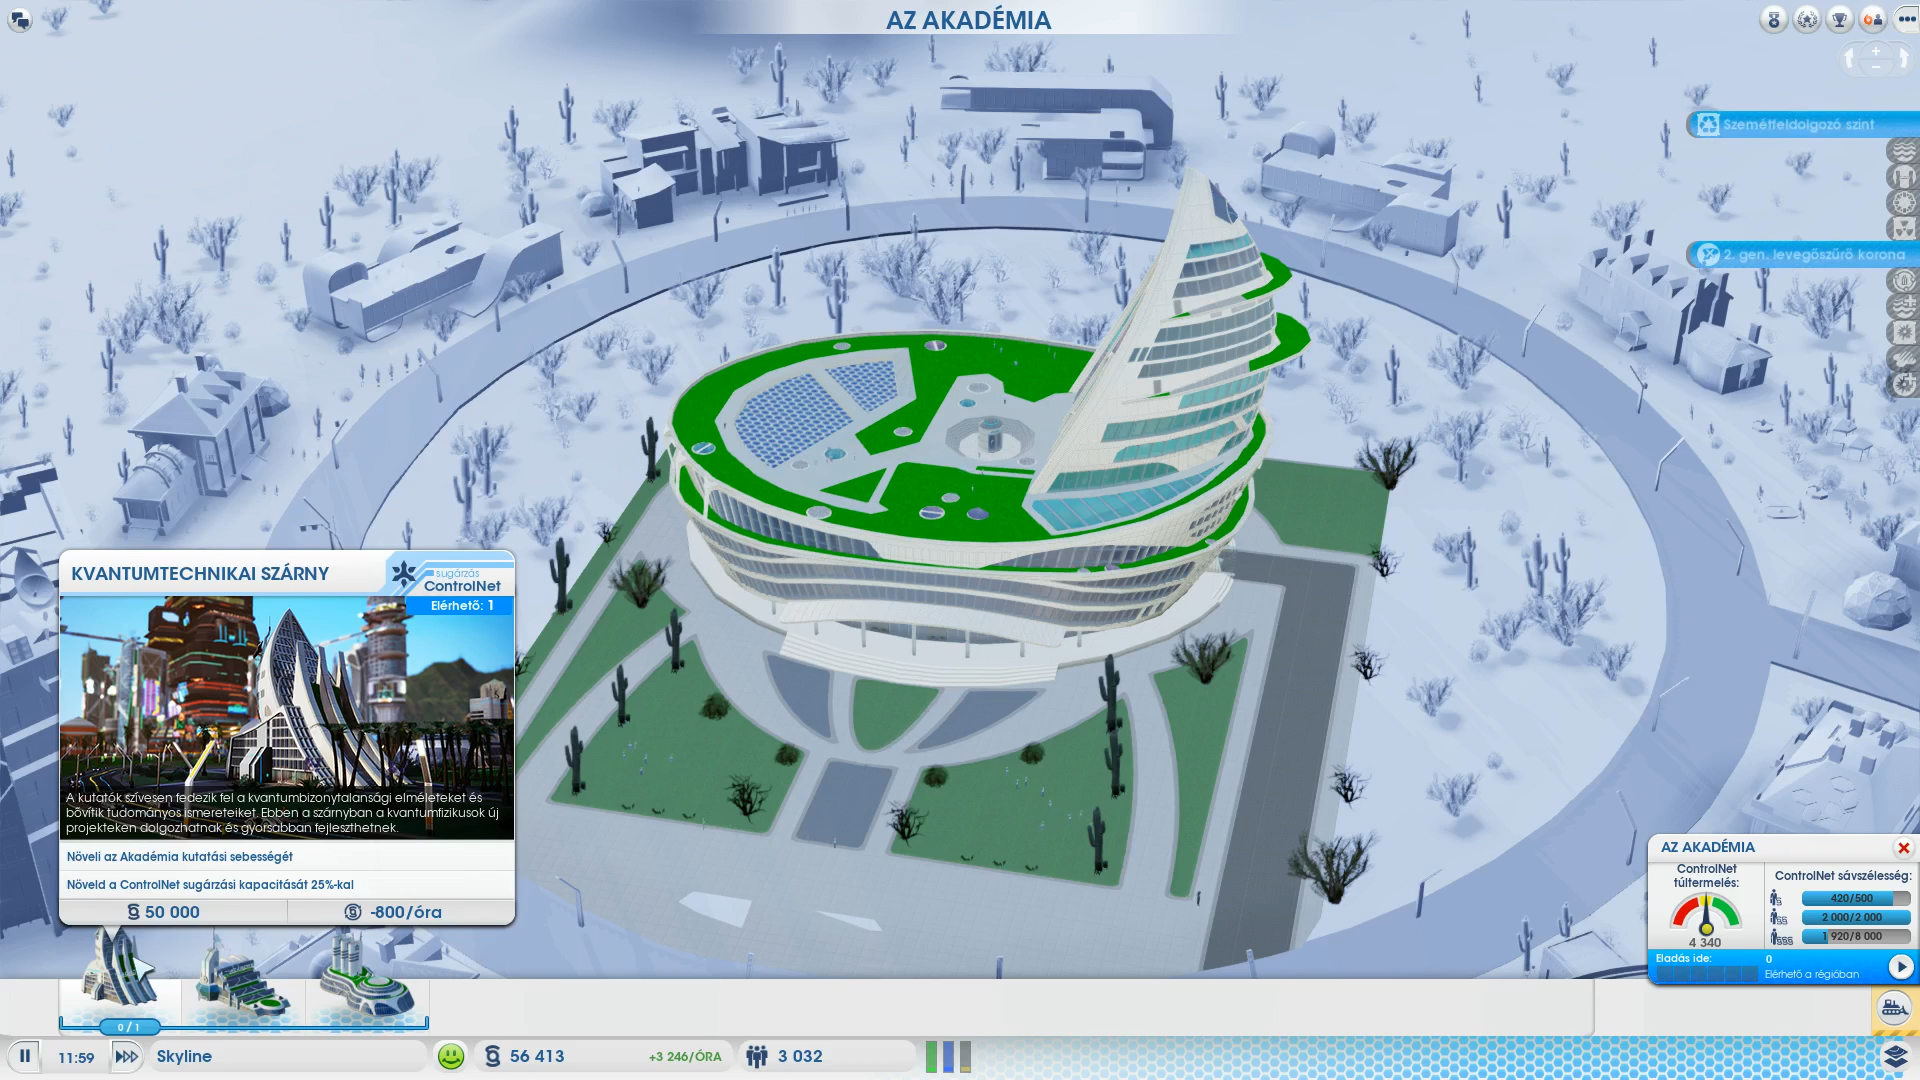 AZ AKADÉMIA
Szemétfeldolgozó szint
2. gen. levegőszűrő korona
KVANTUMTECHNIKAI SZÁRNY
sugárzás
ControlNet
Elérhető: 1
A kutatók szívesen fedezik fel a kvantumbizonytalansági elméleteket és
bővítik tudományos ismereteiket. Ebben a szárnyban a kvantumfizikusok új
projekteken dolgozhatnak és gyorsabban fejleszthetnek.
Növeli az Akadémia kutatási sebességét
Növeld a ControlNet sugárzási kapacitását 25%-kal
50 000
-800/óra
AZ AKADÉMIA
ControlNet
túltermelés:
4 340
ControlNet sávszélesség:
420/500
2 000/2 000
1 920/8 000
Eladás ide:
0
Elérhető a régióban
0 / 1
11:59
Skyline
56 413
+3 246/ÓRA
3 032